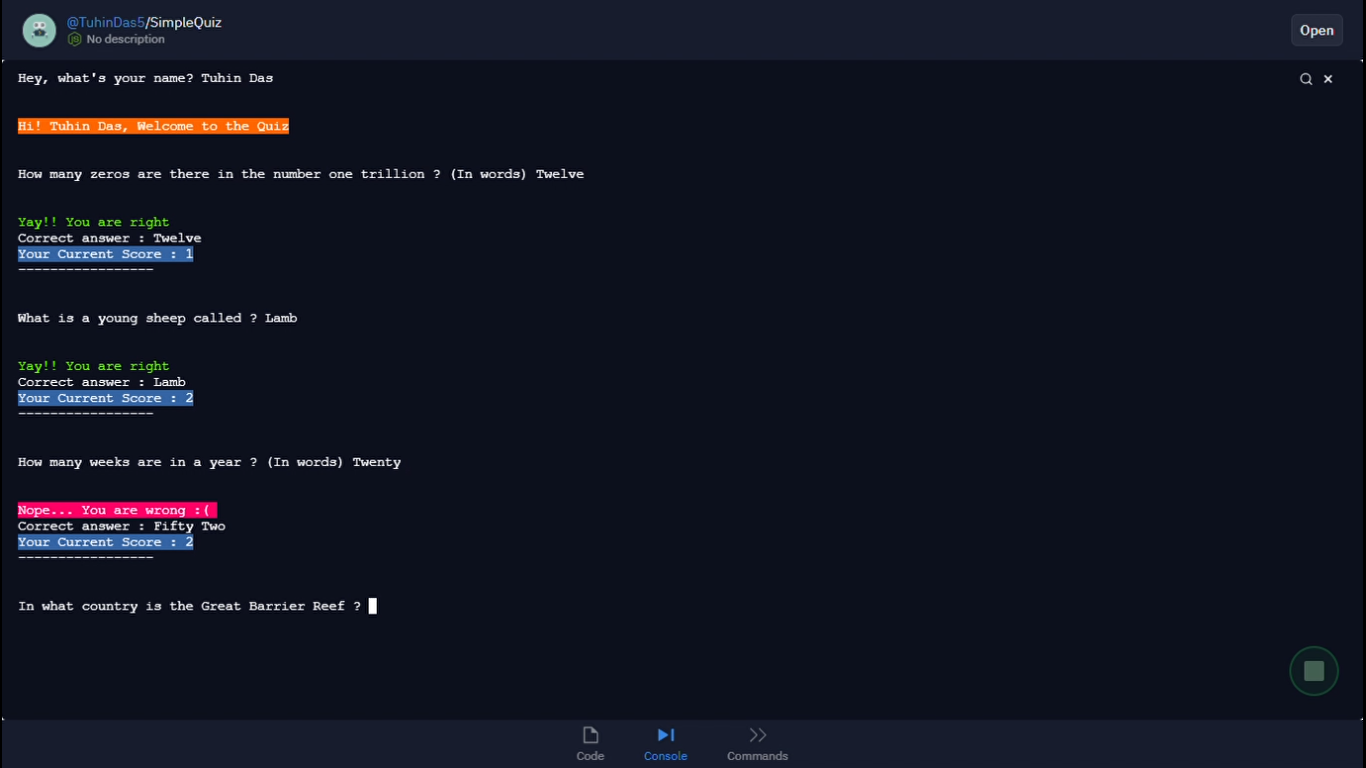 @TuhinDas5/SimpleQuiz
No description
Open
Hey, what's your name? Tuhin Das
Hi! Tuhin Das, Welcome to the Quiz
How many zeros are there in the number one trillion ? (In words) Twelve
Yay!! You are right
Correct answer : Twelve
Your Current Score : 1
-----------------
What is a young sheep called ? Lamb
Yay!! You are right
Correct answer : Lamb
Your Current Score : 2
-----------------
How many weeks are in a year ? (In words) Twenty
Nope... You are wrong :(
Correct answer : Fifty Two
Your Current Score : 2
-----------------
In what country is the Great Barrier Reef ?
Code
Console
Commands